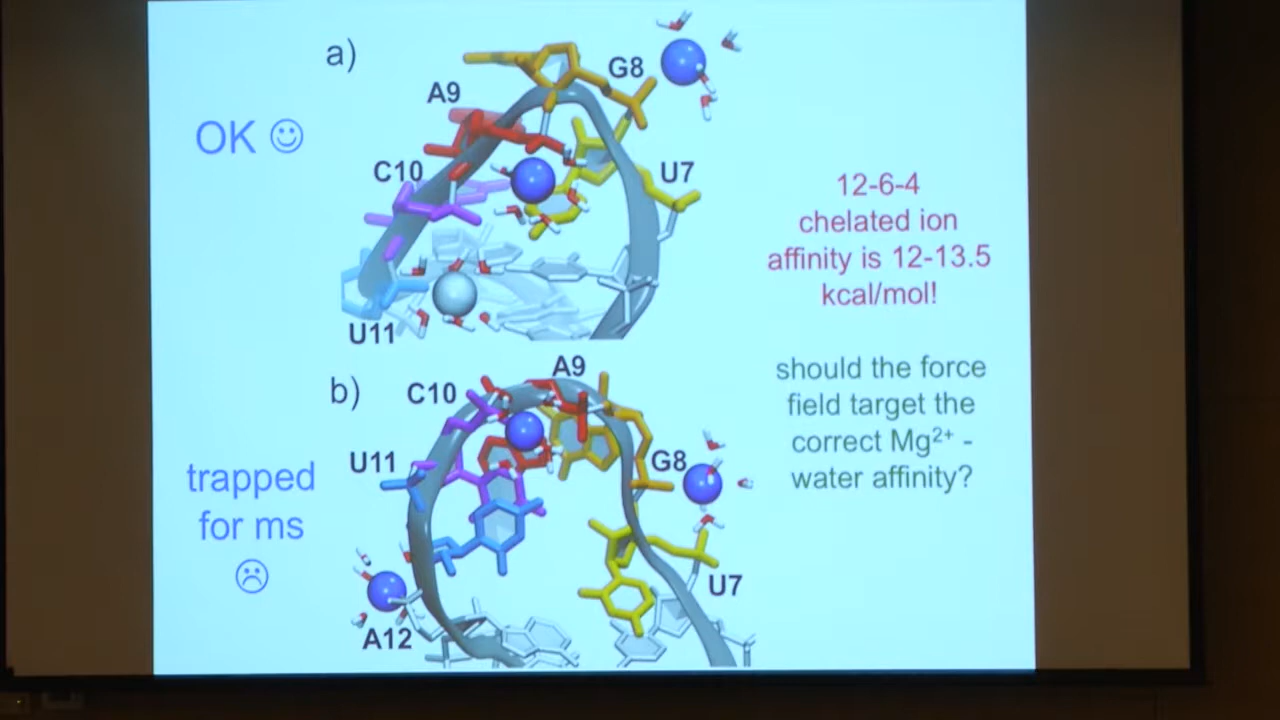 a)
OK ☺
A9
G8
C10
U7
U11
12-6-4
chelated ion
affinity is 12-13.5
kcal/mol!
b)
A9
C10
U11
G8
U7
A12
trapped
for ms
☹
should the force
field target the
correct Mg²⁺ -
water affinity?